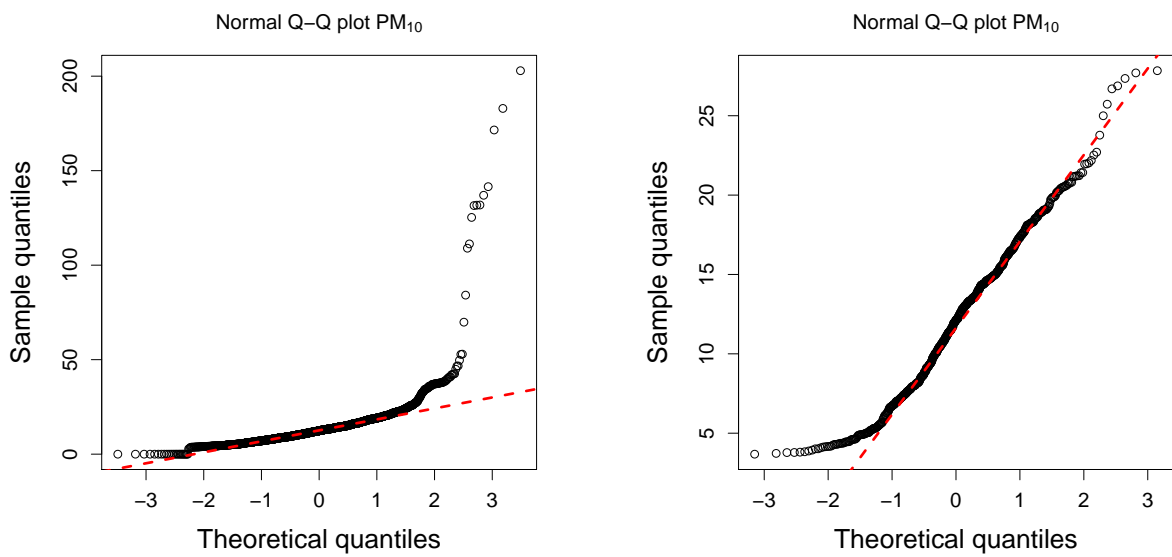 Normal Q−Q plot PM₁₀
200
150
100
50
0
Sample quantiles
−3 −2 −1 0 1 2 3
Theoretical quantiles
Normal Q−Q plot PM₁₀
25
20
15
10
5
Sample quantiles
−3 −2 −1 0 1 2 3
Theoretical quantiles